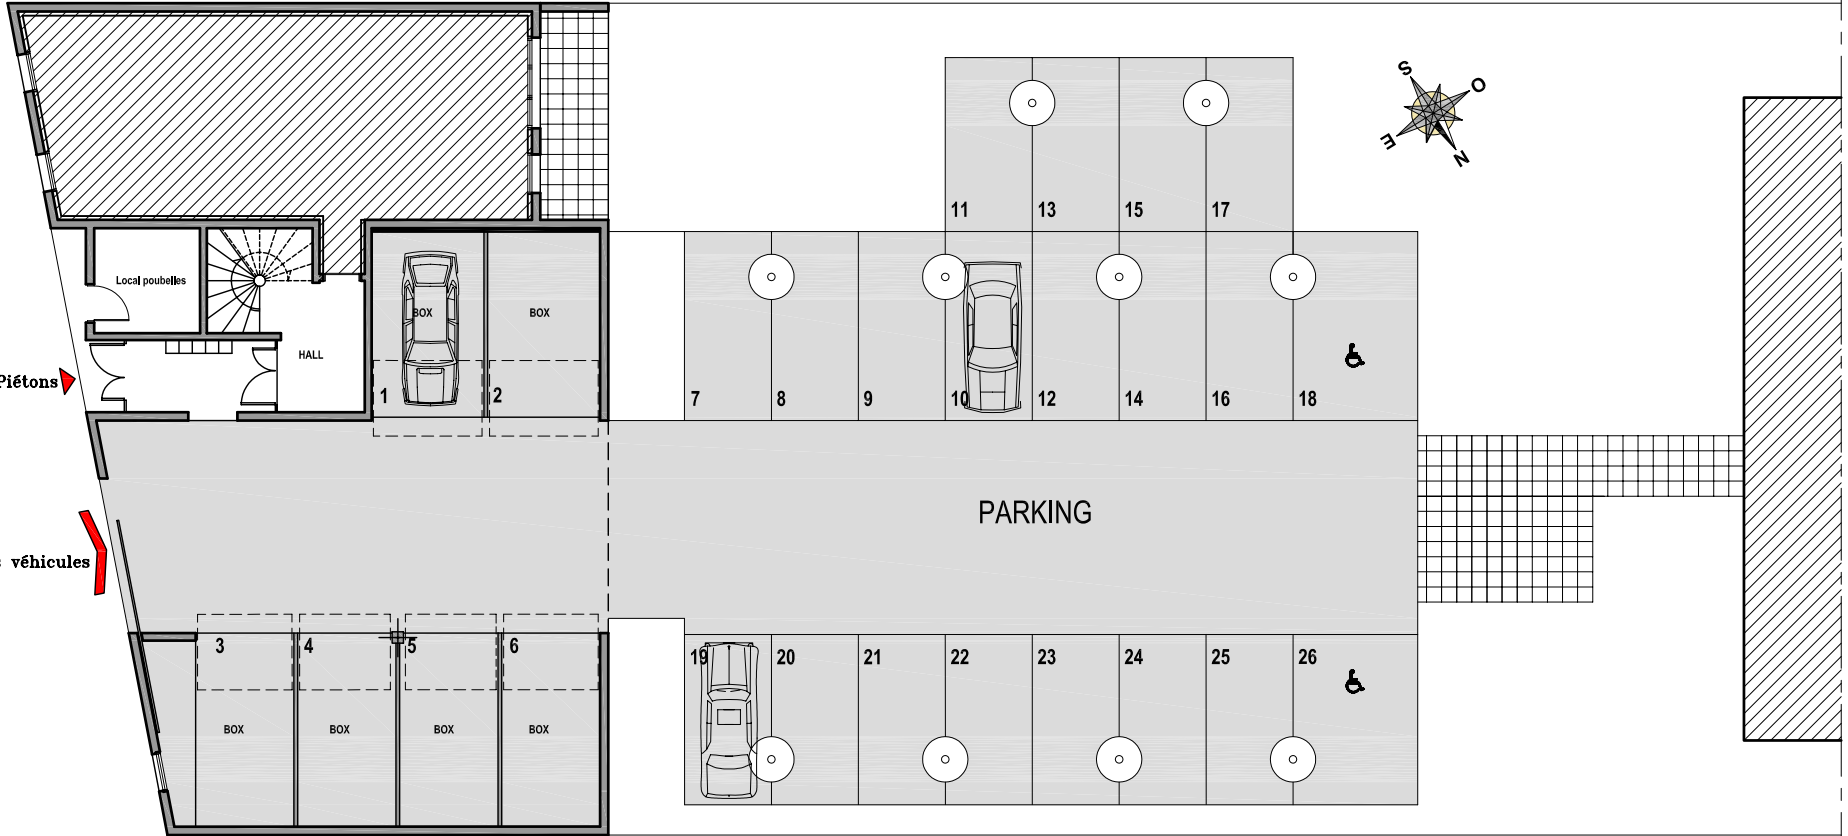 S
O
E
N
11 13 15 17
Local poubelles
BOX BOX
HALL
Piétons
1 2 7 8 9 10 12 14 16 18
PARKING
véhicules
3 4 5 6 19 20 21 22 23 24 25 26
BOX BOX BOX BOX